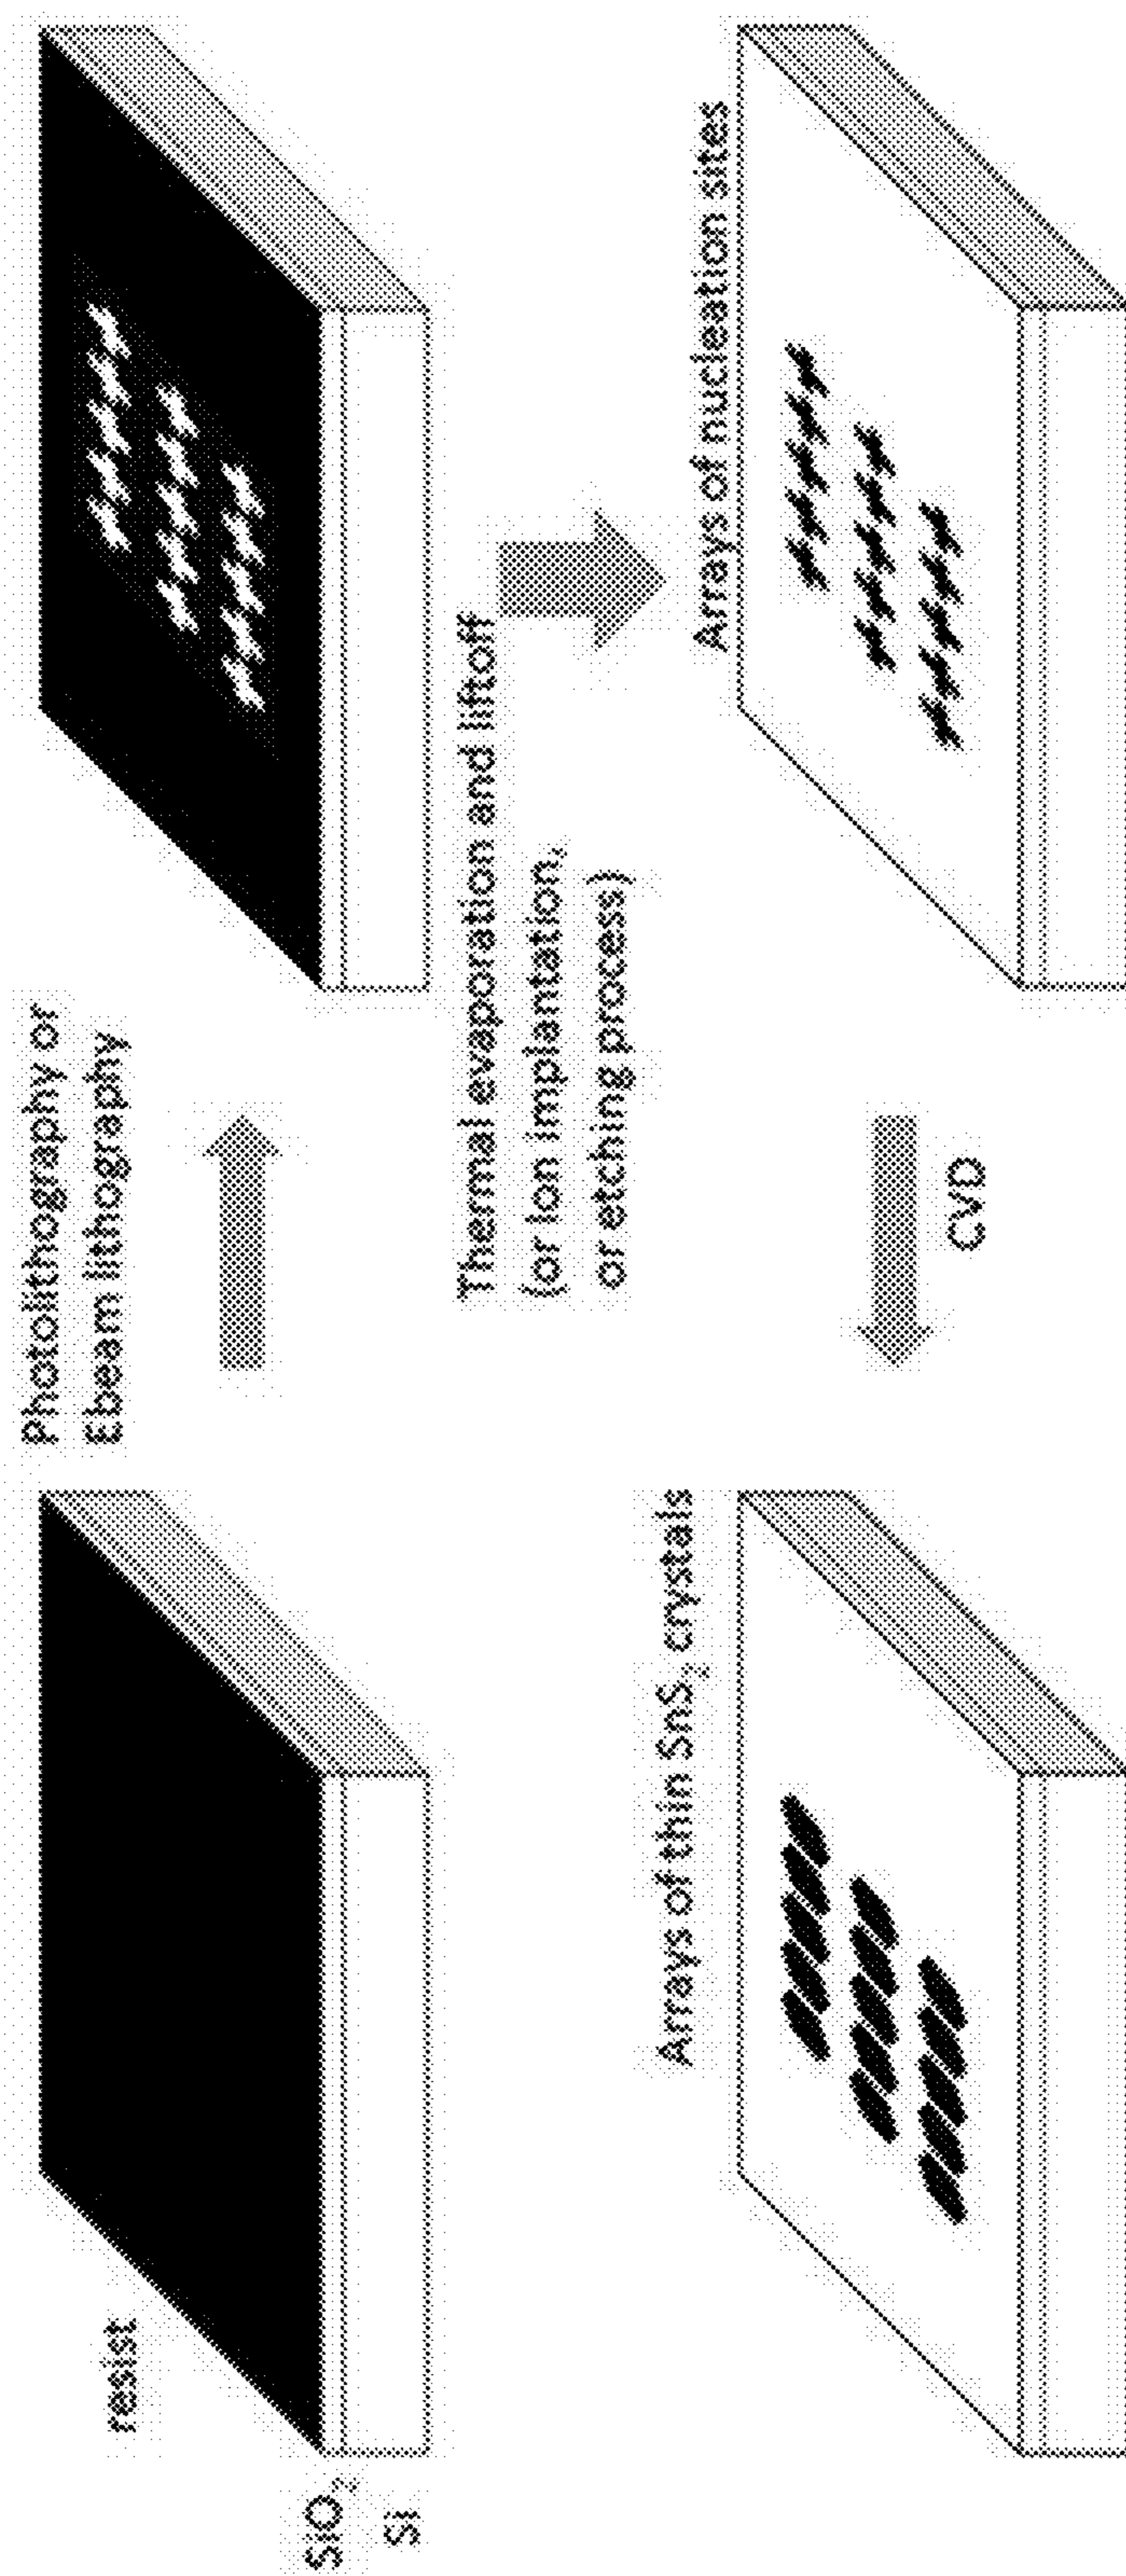 resist
SiO₂
Si
Photolithography or
Ebeam lithography
Thermal evaporation and liftoff
(or ion implantation,
or etching process)
Arrays of nucleation sites
CVD
Arrays of thin SnS₂ crystals